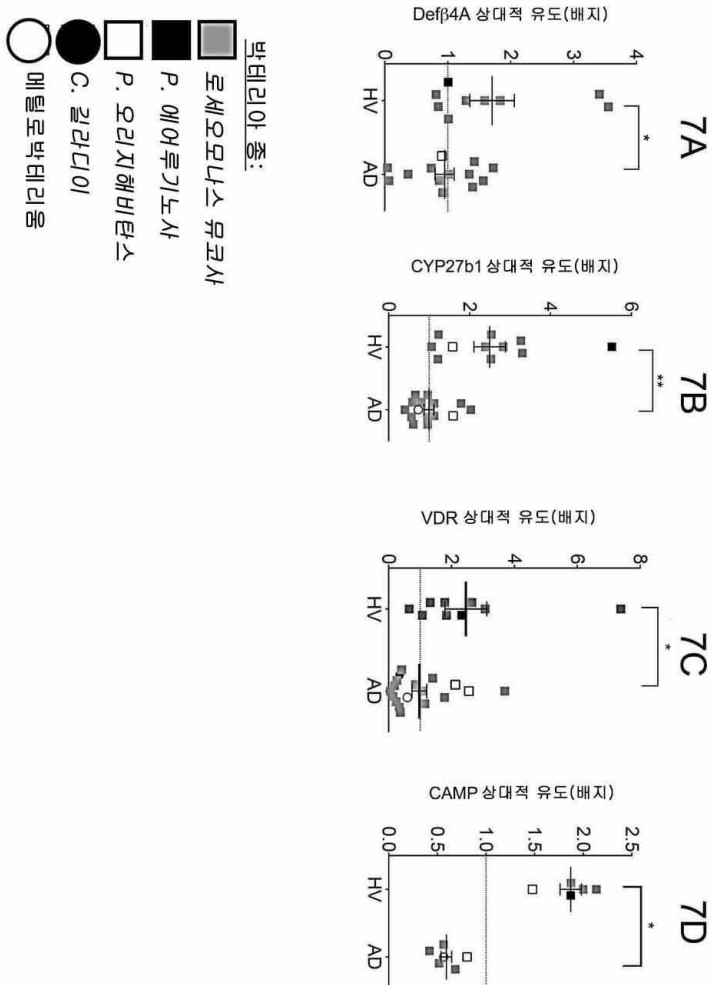 7A
Defβ4A 상대적 유도(배지)
4
3
2
1
0
*
HV
AD
7B
CYP27b1 상대적 유도(배지)
6
4
2
0
**
HV
AD
7C
VDR 상대적 유도(배지)
8
6
4
2
0
*
HV
AD
7D
CAMP 상대적 유도(배지)
2.5
2.0
1.5
1.0
0.5
0.0
*
HV
AD
박테리아 종:
로세오모나스 뮤코사
P. 에어루기노사
P. 오리지해비탄스
C. 길라디이
메틸로박테리움